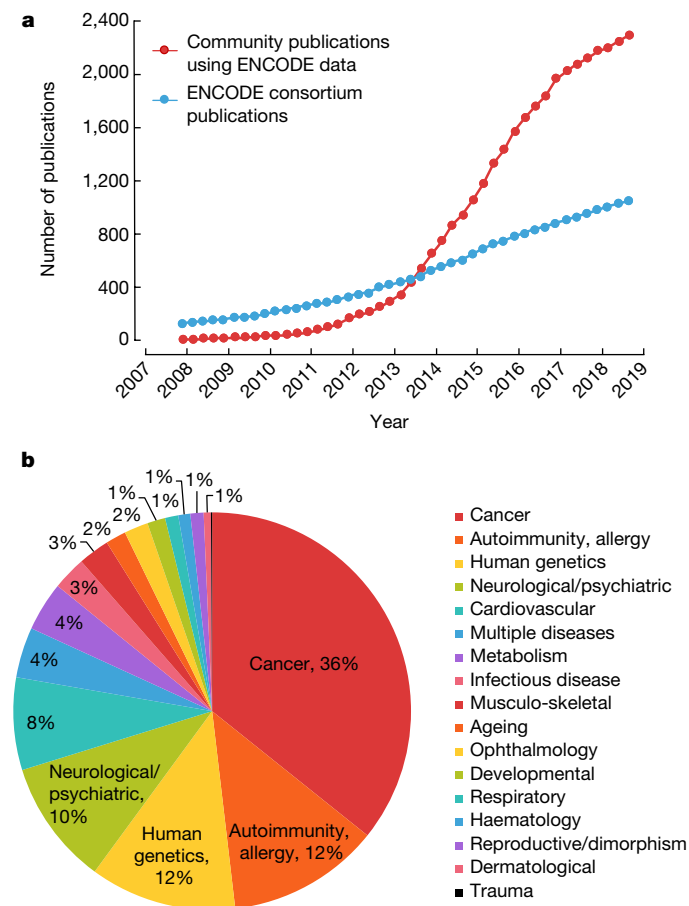 a
2,400
2,000
1,600
1,200
800
400
0
Number of publications
Community publications
using ENCODE data
ENCODE consortium
publications
2007
2008
2009
2010
2011
2012
2013
2014
2015
2016
2017
2018
2019
Year
b
1%
1%
1%
1%
1%
2%
2%
3%
3%
4%
4%
8%
Neurological/
psychiatric,
10%
Human
genetics,
12%
Autoimmunity,
allergy, 12%
Cancer, 36%
Cancer
Autoimmunity, allergy
Human genetics
Neurological/psychiatric
Cardiovascular
Multiple diseases
Metabolism
Infectious disease
Musculo-skeletal
Ageing
Ophthalmology
Developmental
Respiratory
Haematology
Reproductive/dimorphism
Dermatological
Trauma